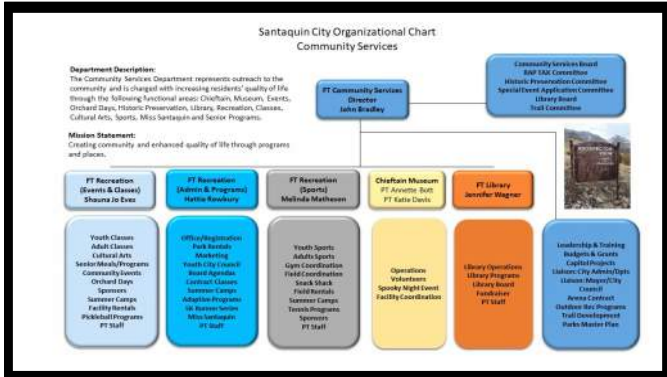 Santaquin City Organizational Chart
Community Services
Department Description:
The Community Services Department represents outreach to the
community and is charged with increasing residents' quality of life
through the following functional areas: Chieftain, Museum, Events,
Orchard Days, Historic Preservation, Library, Recreation, Classes,
Cultural Arts, Sports, Miss Santaquin and Senior Programs.
Mission Statement:
Creating community and enhanced quality of life through programs
and places.
FT Community Services
Director
John Bradley
Community Services Board
RAP TAX Committee
Historic Preservation Committee
Special Event Application Committee
Library Board
Trail Committee
FT Recreation
(Events & Classes)
Shauna Jo Eves
FT Recreation
(Admin & Programs)
Hattie Rowbury
FT Recreation
(Sports)
Melinda Matheson
Chieftain Museum
PT Annette Bott
PT Katie Davis
FT Library
Jennifer Wagner
Youth Classes
Adult Classes
Cultural Arts
Senior Meals/Programs
Community Events
Orchard Days
Sponsors
Summer Camps
Facility Rentals
Pickleball Programs
PT Staff
Office/Registration
Park Rentals
Marketing
Youth City Council
Board Agendas
Contract Classes
Summer Camps
Adaptive Programs
5K Runner Series
Miss Santaquin
PT Staff
Youth Sports
Adults Sports
Gym Coordination
Field Coordination
Snack Shack
Field Rentals
Summer Camps
Tennis Programs
Sponsors
PT Staff
Operations
Volunteers
Spooky Night Event
Facility Coordination
Library Operations
Library Programs
Library Board
Fundraiser
PT Staff
Leadership & Training
Budgets & Grants
Capitol Projects
Liaison: City Admin/Dpts
Liaison: Mayor/City
Council
Arena Contract
Outdoor Rec Programs
Trail Development
Parks Master Plan